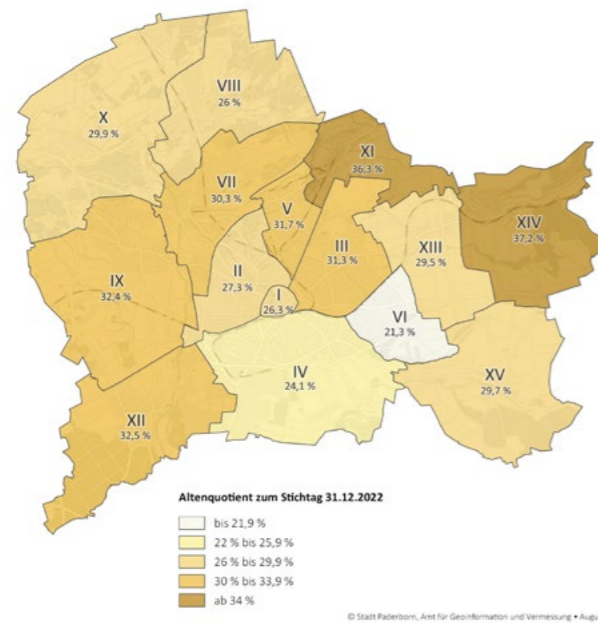 VIII
26 %
X
29,9 %
XI
36,3 %
VII
30,3 %
XIV
37,2 %
V
31,7 %
III
31,3 %
XIII
29,5 %
II
27,3 %
IX
32,4 %
I
26,3 %
VI
21,3 %
IV
24,1 %
XV
29,7 %
XII
32,5 %
Altenquotient zum Stichtag 31.12.2022
bis 21,9 %
22 % bis 25,9 %
26 % bis 29,9 %
30 % bis 33,9 %
ab 34 %
© Stadt Paderborn, Amt für Geoinformation und Vermessung • Augu